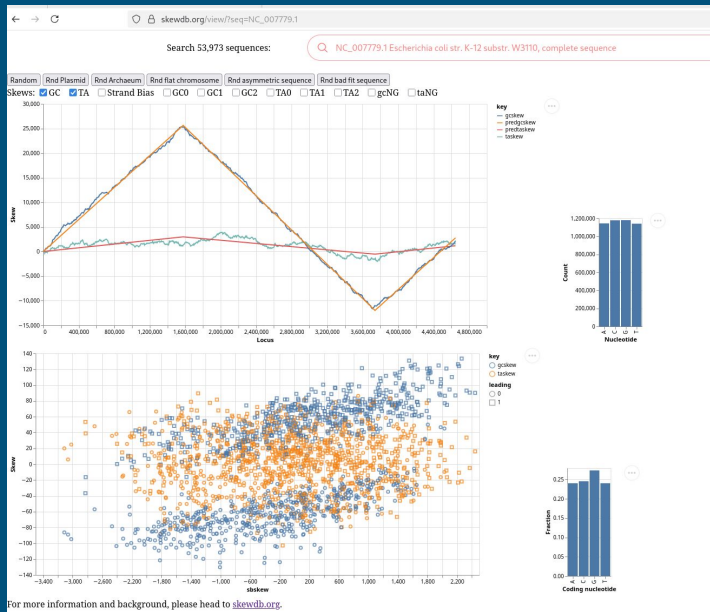 skewdb.org/view/?seq=NC_007779.1
Search 53,973 sequences:
NC_007779.1 Escherichia coli str. K-12 substr. W3110, complete sequence
Random Rnd Plasmid Rnd Archaeum Rnd flat chromosome Rnd asymmetric sequence Rnd bad fit sequence
Skews: GC TA Strand Bias GC0 GC1 GC2 TA0 TA1 TA2 gcNG taNG
30,000
25,000
20,000
15,000
10,000
5,000
0
−5,000
−10,000
−15,000
Skew
0 400,000 800,000 1,200,000 1,600,000 2,000,000 2,400,000 2,800,000 3,200,000 3,600,000 4,000,000 4,400,000 4,800,000
Locus
key
gcskew
predgcskew
predtaskew
taskew
1,200,000
1,000,000
800,000
600,000
400,000
200,000
0
Count
A C G T
Nucleotide
140
120
100
80
60
40
20
0
−20
−40
−60
−80
−100
−120
−140
Skew
−3,400 −3,000 −2,600 −2,200 −1,800 −1,400 −1,000 −600 −200 200 600 1,000 1,400 1,800 2,200
sbskew
key
gcskew
taskew
leading
0
1
0.25
0.20
0.15
0.10
0.05
0.00
Fraction
A C G T
Coding nucleotide
For more information and background, please head to skewdb.org.